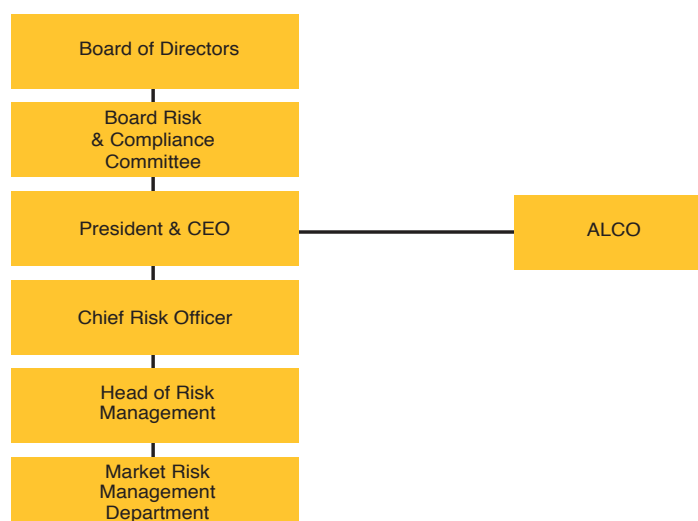 Board of Directors
Board Risk
& Compliance
Committee
President & CEO
ALCO
Chief Risk Officer
Head of Risk
Management
Market Risk
Management
Department